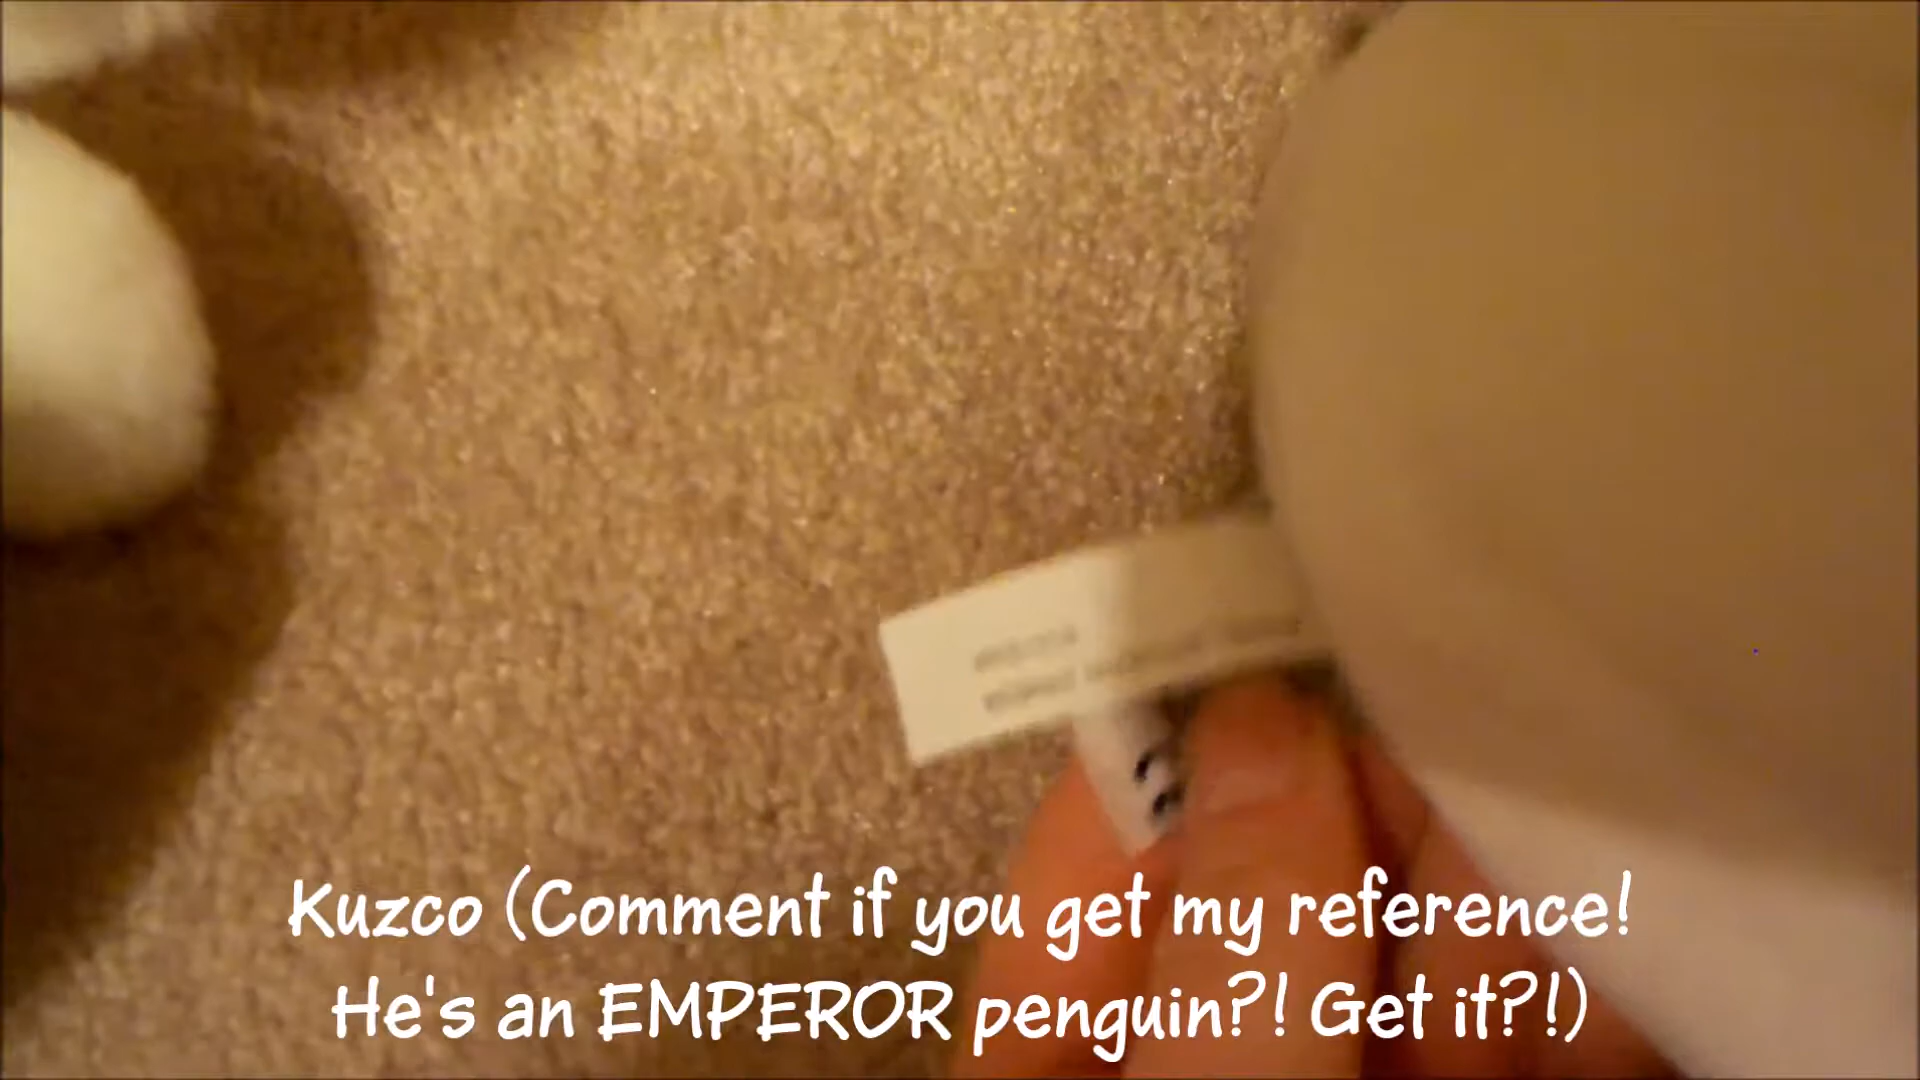 Kuzco (Comment if you get my reference!
He's an EMPEROR penguin?! Get it?!)